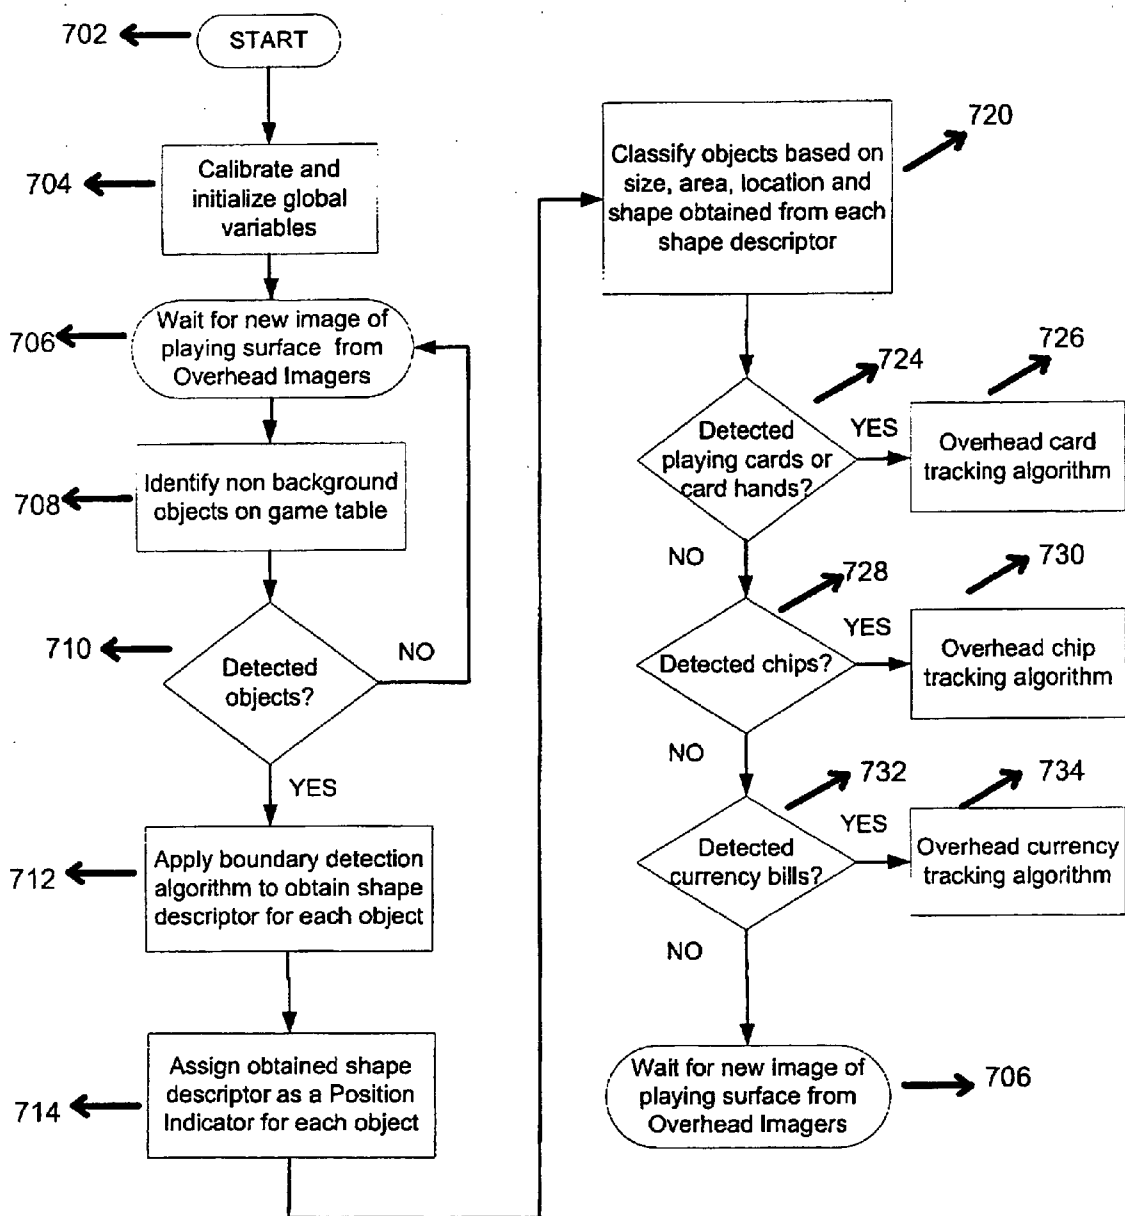 702
START
704
Calibrate and
initialize global
variables
706
Wait for new image of
playing surface from
Overhead Imagers
708
Identify non background
objects on game table
710
Detected
objects?
NO
YES
712
Apply boundary detection
algorithm to obtain shape
descriptor for each object
714
Assign obtained shape
descriptor as a Position
Indicator for each object
720
Classify objects based on
size, area, location and
shape obtained from each
shape descriptor
724
Detected
playing cards or
card hands?
YES
726
Overhead card
tracking algorithm
NO
728
Detected chips?
YES
730
Overhead chip
tracking algorithm
NO
732
Detected
currency bills?
YES
734
Overhead currency
tracking algorithm
NO
Wait for new image of
playing surface from
Overhead Imagers
706